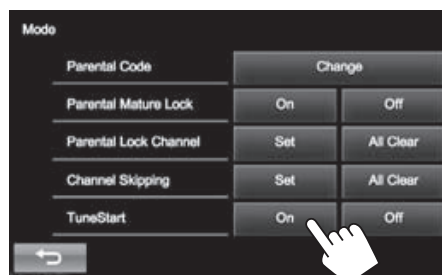 Mode
Parental Code Change
Parental Mature Lock On Off
Parental Lock Channel Set All Clear
Channel Skipping Set All Clear
TuneStart On Off